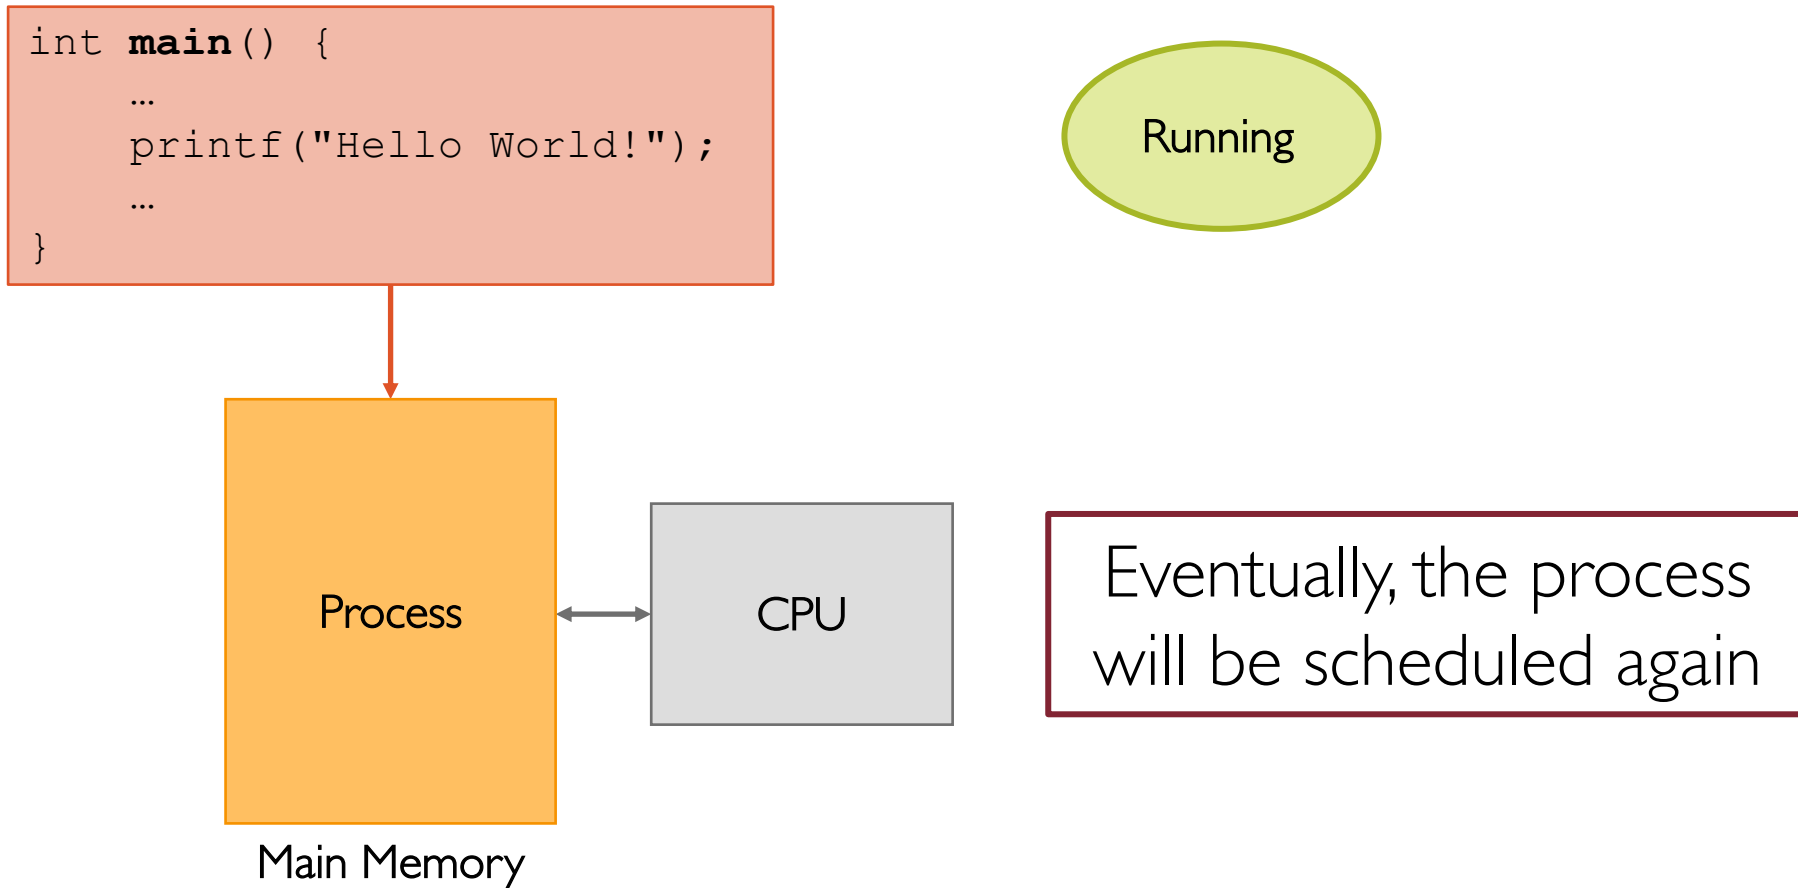 int main() {
…
printf("Hello World!");
…
}
Running
Process
CPU
Eventually, the process
will be scheduled again
Main Memory